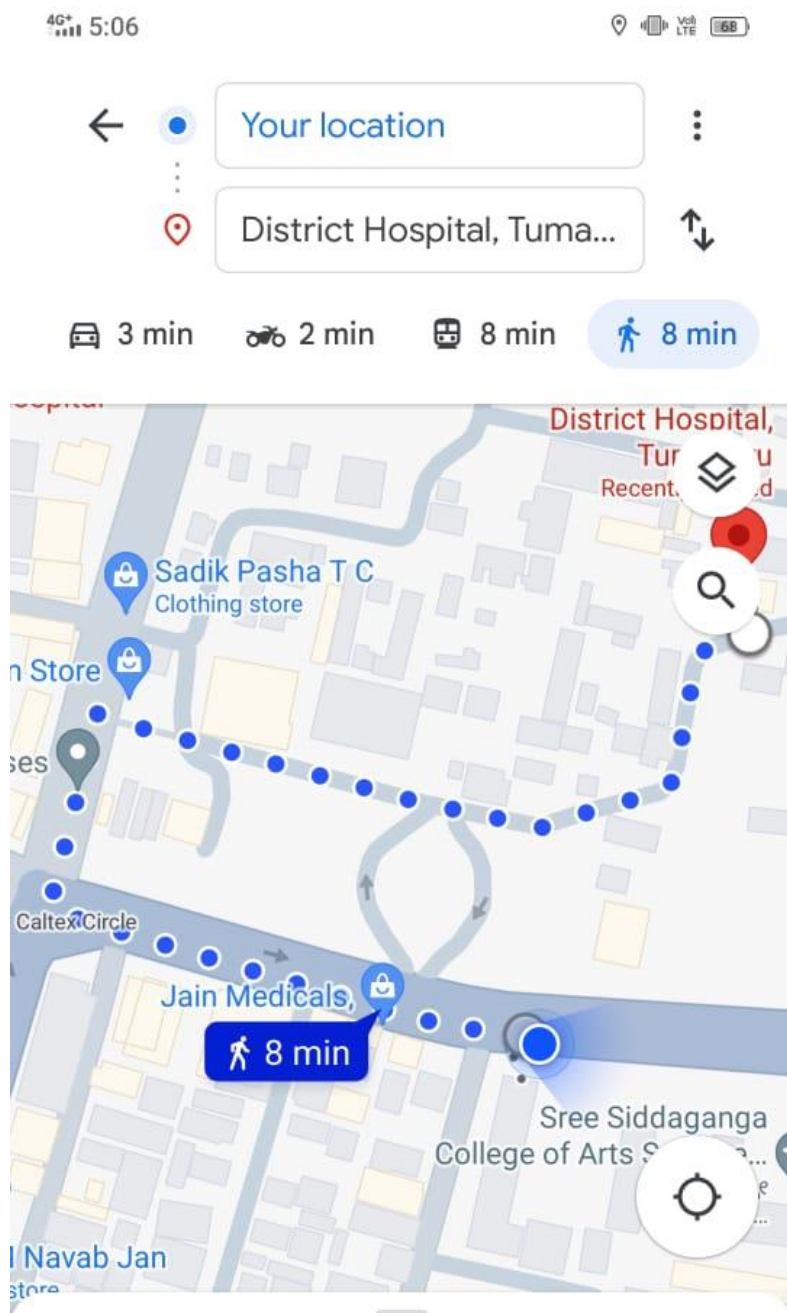 4G+ 5:06 Vo)) LTE 68
Your location
District Hospital, Tuma...
3 min 2 min 8 min 8 min
District Hospital,
Sadik Pasha T C
Clothing store
Store
Caltex Circle
Jain Medicals,
8 min
Sree Siddaganga
College of Arts
Navab Jan
store